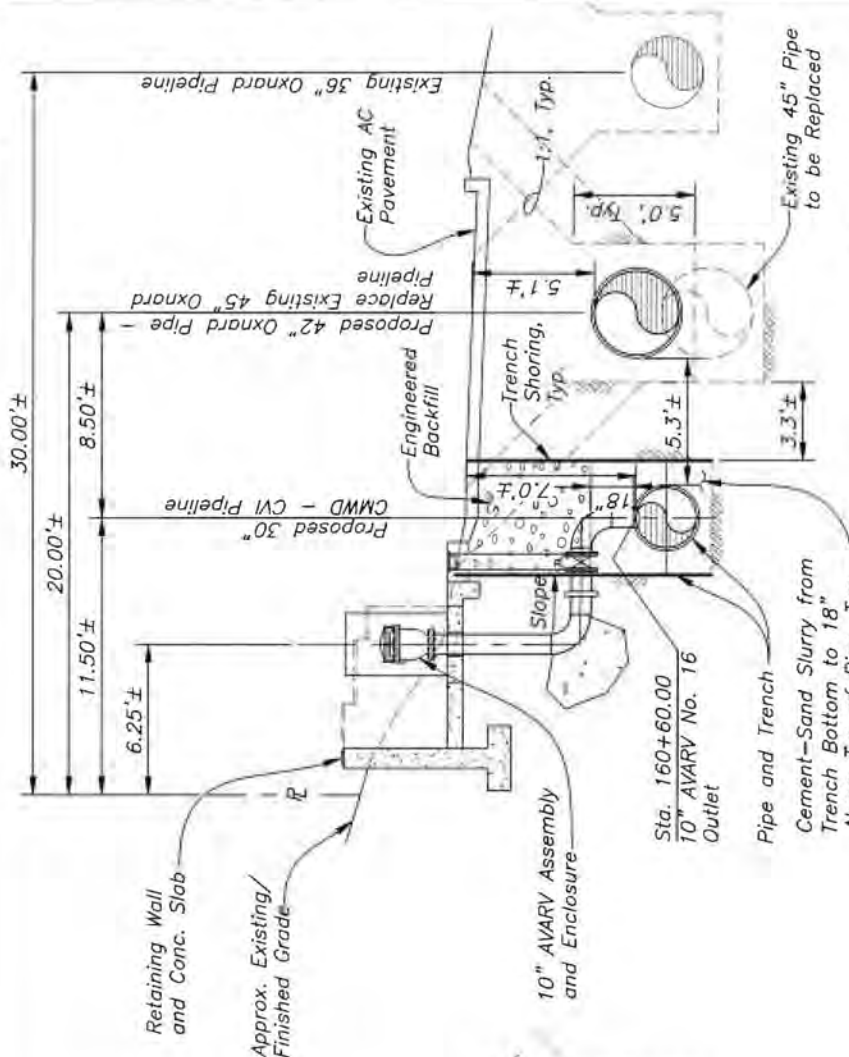 30.00'±
20.00'±
11.50'±
8.50'±
6.25'±
Retaining Wall
and Conc. Slab
Approx. Existing/
Finished Grade
PL
Proposed 30"
CMWD – CVI Pipeline
Proposed 42" Oxnard Pipe –
Replace Existing 45" Oxnard
Pipeline
Existing 36" Oxnard Pipeline
Existing AC
Pavement
Engineered
Backfill
Trench
Shoring,
Typ.
1:1, Typ.
5.1'±
5.0', Typ.
7.0'±
18"
Slope
5.3'±
3.3'±
Existing 45" Pipe
to be Replaced
10" AVARV Assembly
and Enclosure
Sta. 160+60.00
10" AVARV No. 16
Outlet
Pipe and Trench
Cement–Sand Slurry from
Trench Bottom to 18"